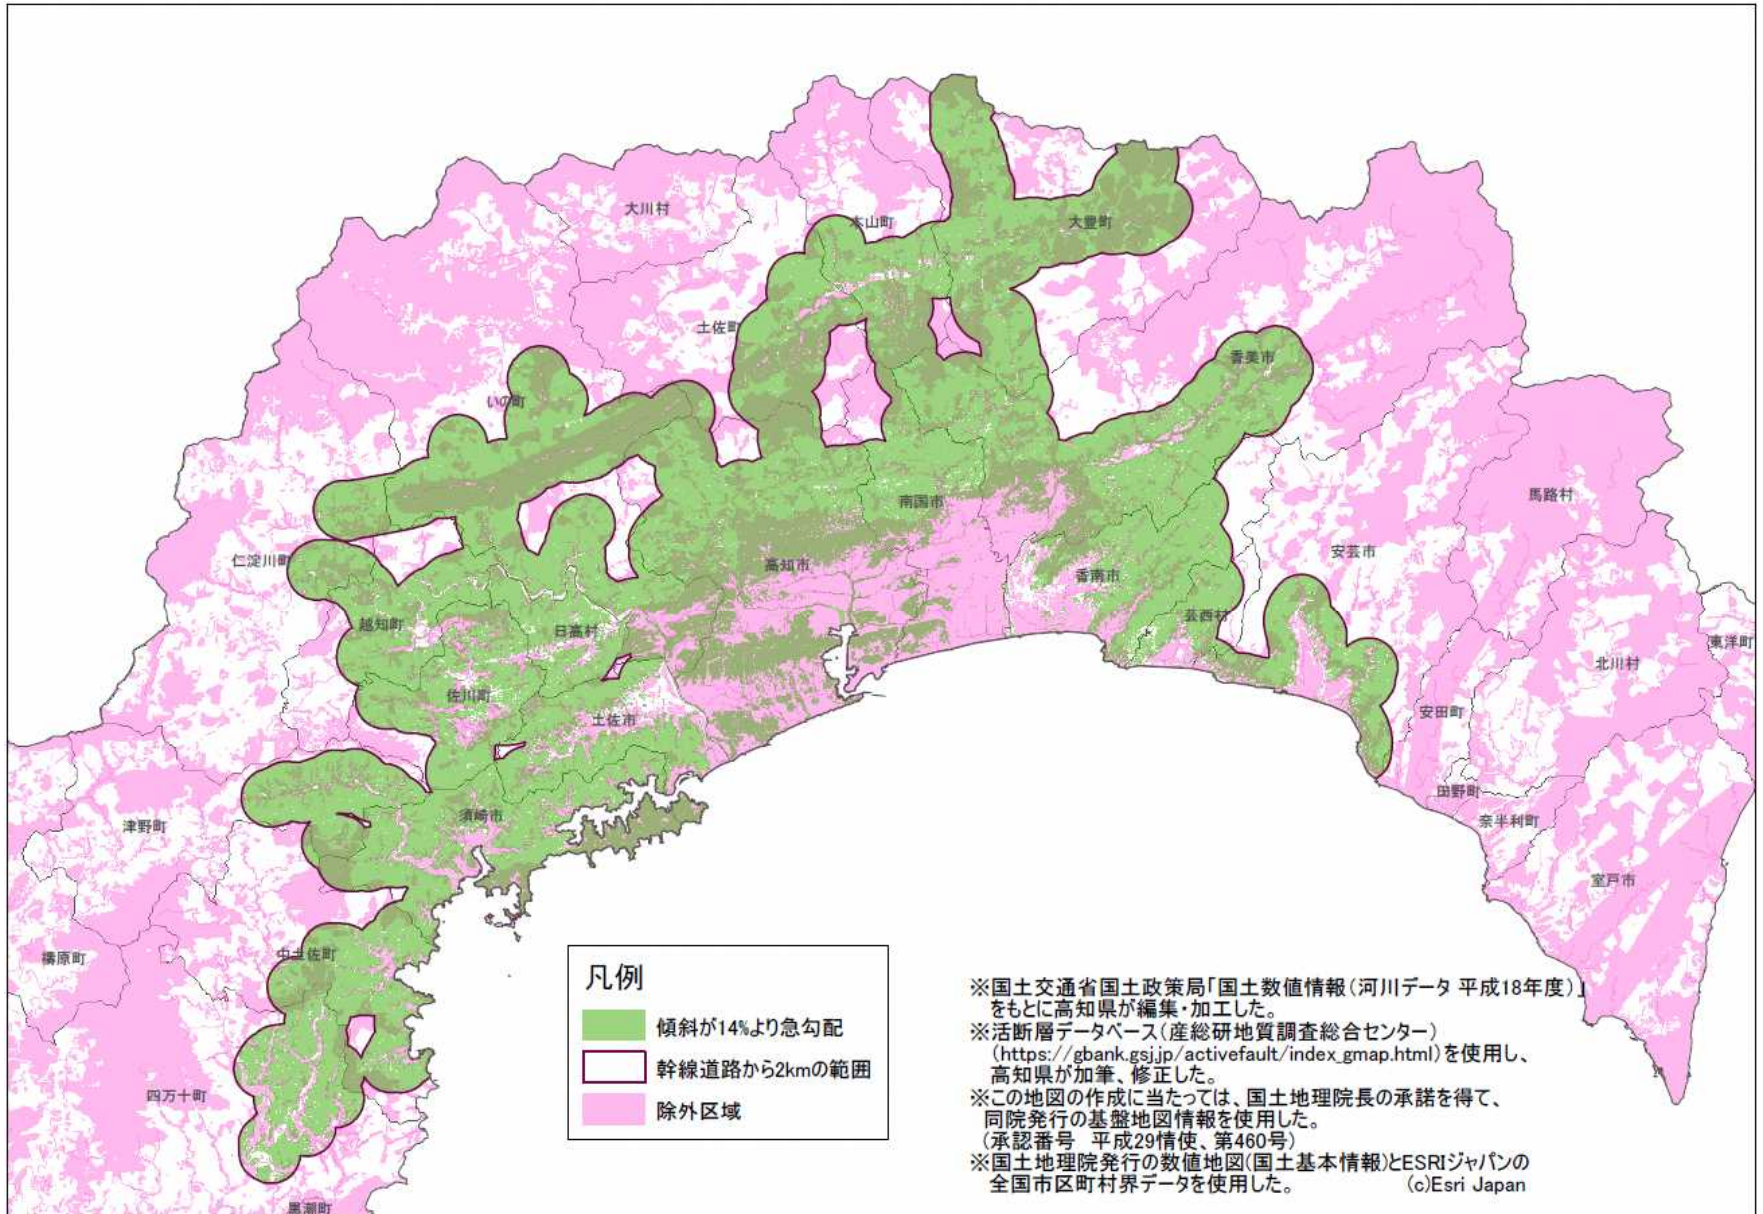 大川村
本山町
大豊町
土佐町
香美市
いの町
馬路村
南国市
安芸市
仁淀川町
高知市
香南市
越知町
日高村
芸西村
東洋町
北川村
佐川町
土佐市
安田町
田野町
津野町
須崎市
奈半利町
室戸市
中土佐町
梼原町
四万十町
黒潮町
凡例
傾斜が14%より急勾配
幹線道路から2kmの範囲
除外区域
※国土交通省国土政策局「国土数値情報(河川データ 平成18年度)」
をもとに高知県が編集・加工した。
※活断層データベース(産総研地質調査総合センター)
(https://gbank.gsj.jp/activefault/index_gmap.html)を使用し、
高知県が加筆、修正した。
※この地図の作成に当たっては、国土地理院長の承諾を得て、
同院発行の基盤地図情報を使用した。
(承認番号 平成29情使、第460号)
※国土地理院発行の数値地図(国土基本情報)とESRIジャパンの
全国市区町村界データを使用した。 (c)Esri Japan